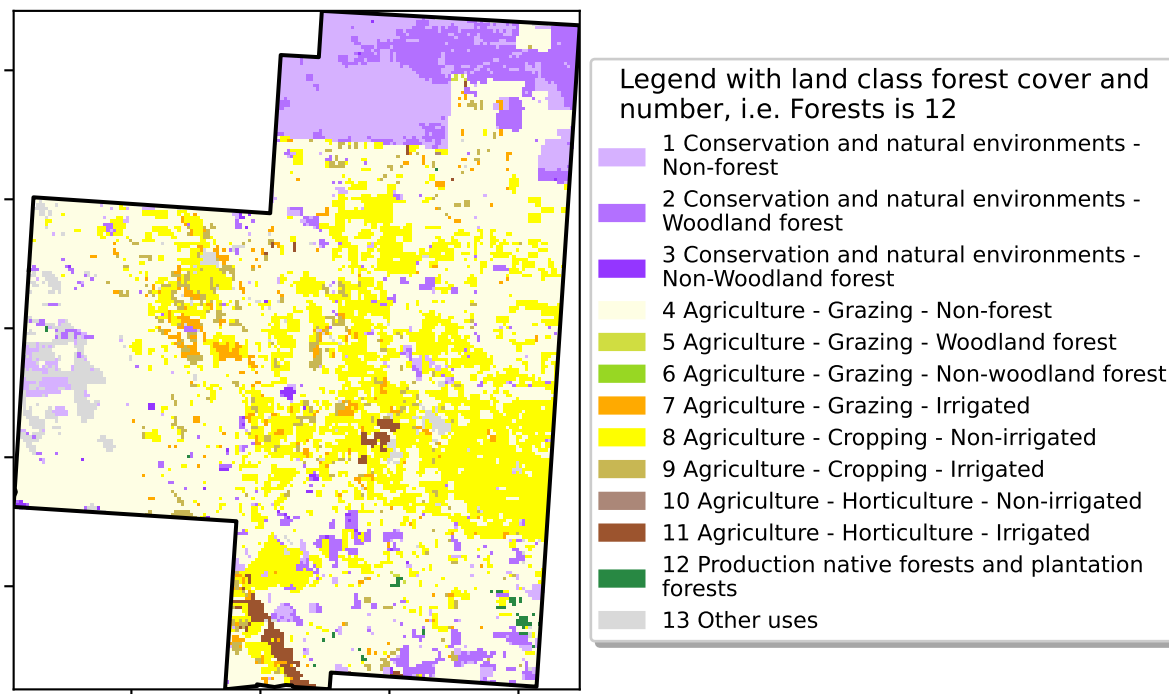 Legend with land class forest cover and
number, i.e. Forests is 12
1 Conservation and natural environments -
Non-forest
2 Conservation and natural environments -
Woodland forest
3 Conservation and natural environments -
Non-Woodland forest
4 Agriculture - Grazing - Non-forest
5 Agriculture - Grazing - Woodland forest
6 Agriculture - Grazing - Non-woodland forest
7 Agriculture - Grazing - Irrigated
8 Agriculture - Cropping - Non-irrigated
9 Agriculture - Cropping - Irrigated
10 Agriculture - Horticulture - Non-irrigated
11 Agriculture - Horticulture - Irrigated
12 Production native forests and plantation
forests
13 Other uses